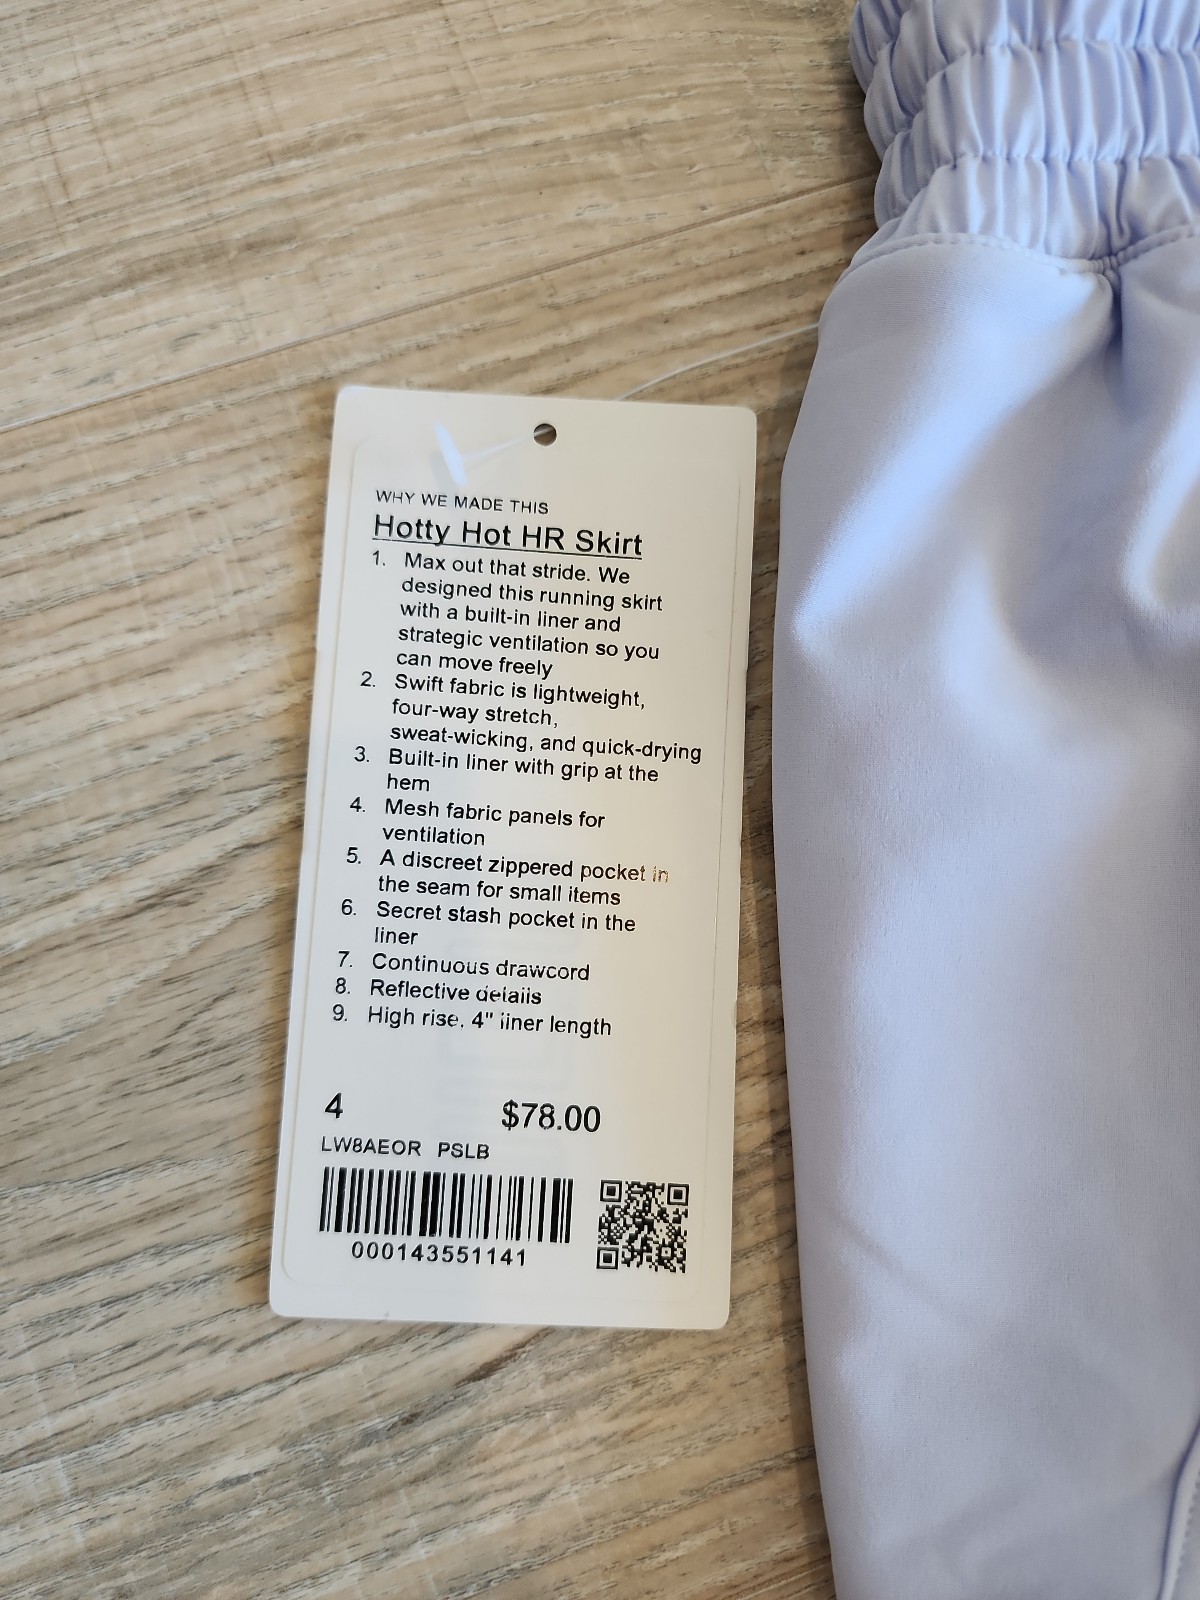 WHY WE MADE THIS
Hotty Hot HR Skirt
1. Max out that stride. We
designed this running skirt
with a built-in liner and
strategic ventilation so you
can move freely
2. Swift fabric is lightweight,
four-way stretch,
sweat-wicking, and quick-drying
3. Built-in liner with grip at the
hem
4. Mesh fabric panels for
ventilation
5. A discreet zippered pocket in
the seam for small items
6. Secret stash pocket in the
liner
7. Continuous drawcord
8. Reflective details
9. High rise, 4" liner length
4 $78.00
LW8AEOR PSLB
000143551141